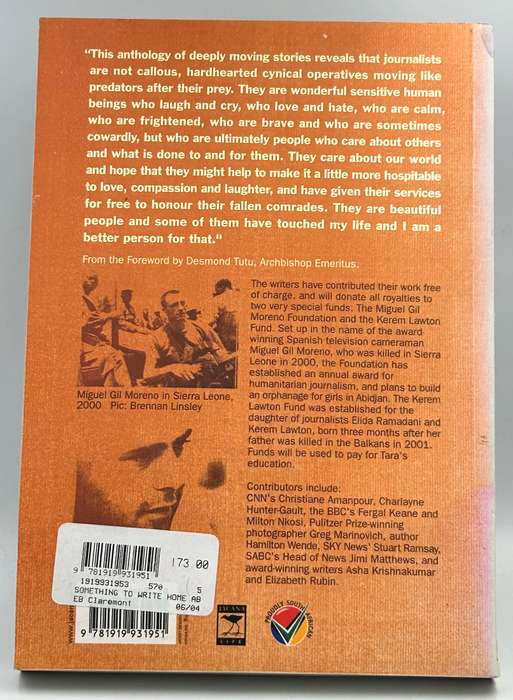 “This anthology of deeply moving stories reveals that journalists
are not callous, hardhearted cynical operatives moving like
predators after their prey. They are wonderful sensitive human
beings who laugh and cry, who love and hate, who are calm,
who are frightened, who are brave and who are sometimes
cowardly, but who are ultimately people who care about others
and what is done to and for them. They care about our world
and hope that they might help to make it a little more hospitable
to love, compassion and laughter, and have given their services
for free to honour their fallen comrades. They are beautiful
people and some of them have touched my life and I am a
better person for that.“
From the Foreword by Desmond Tutu, Archbishop Emeritus.
The writers have contributed their work free
of charge, and will donate all royalties to
two very special funds. The Miguel Gil
Moreno Foundation and the Kerem Lawton
Fund. Set up in the name of the award-
winning Spanish television cameraman
Miguel Gil Moreno, who was killed in Sierra
Leone in 2000, the Foundation has
established an annual award for
humanitarian journalism, and plans to build
an orphanage for girls in Abidjan. The Kerem
Lawton Fund was established for the
daughter of journalists Elida Ramadani and
Kerem Lawton, born three months after her
father was killed in the Balkans in 2001.
Funds will be used to pay for Tara's
education.
Miguel Gil Moreno in Sierra Leone,
2000 Pic: Brennan Linsley
Contributors include:
CNN's Christiane Amanpour, Charlayne
Hunter-Gault, the BBC's Fergal Keane and
Milton Nkosi, Pulitzer Prize-winning
photographer Greg Marinovich, author
Hamilton Wende, SKY News' Stuart Ramsay,
SABC's Head of News Jimi Matthews, and
award-winning writers Asha Krishnakumar
and Elizabeth Rubin.
173 00
9 781919 931951
1919931953 570 5
SOMETHING TO WRITE HOME AB
EB Claremont 06/04
9 781919 931951
JACANA
PROUDLY SOUTH AFRICAN